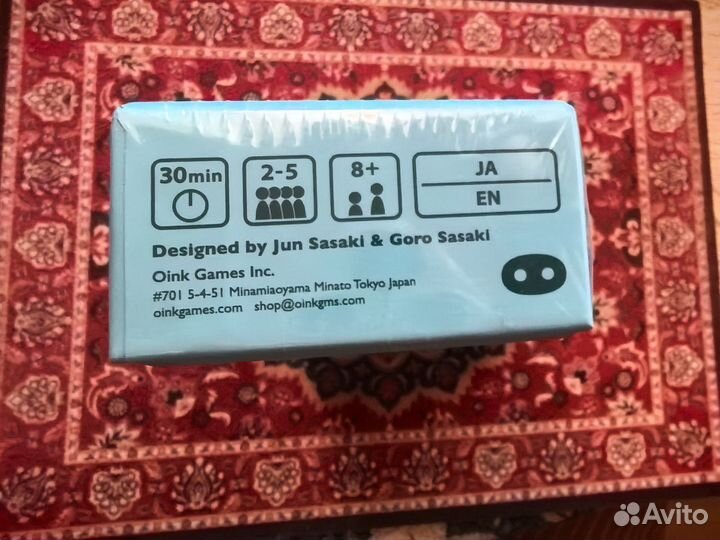 30min
2-5
8+
JA
EN
Designed by Jun Sasaki & Goro Sasaki
Oink Games Inc.
#701 5-4-51 Minamiaoyama Minato Tokyo Japan
oinkgames.com shop@oinkgms.com
Avito